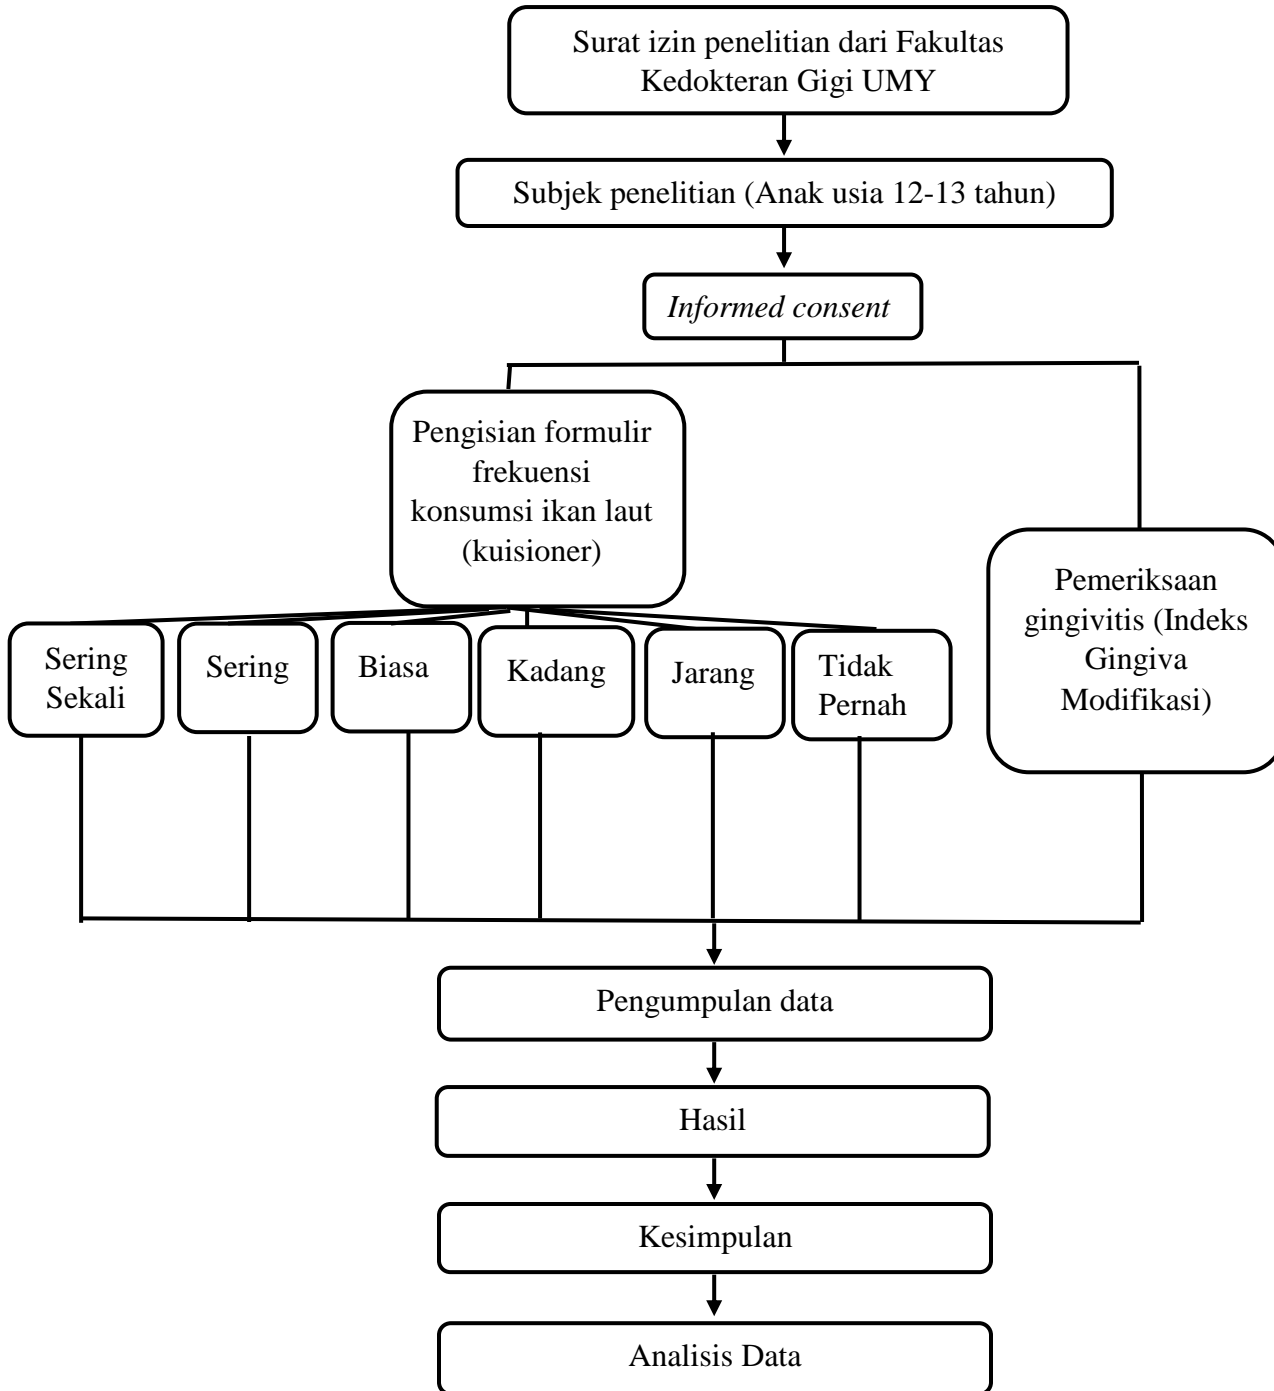 Surat izin penelitian dari Fakultas
Kedokteran Gigi UMY
Subjek penelitian (Anak usia 12-13 tahun)
Informed consent
Pengisian formulir
frekuensi
konsumsi ikan laut
(kuisioner)
Pemeriksaan
gingivitis (Indeks
Gingiva
Modifikasi)
Sering
Sekali
Sering
Biasa
Kadang
Jarang
Tidak
Pernah
Pengumpulan data
Hasil
Kesimpulan
Analisis Data